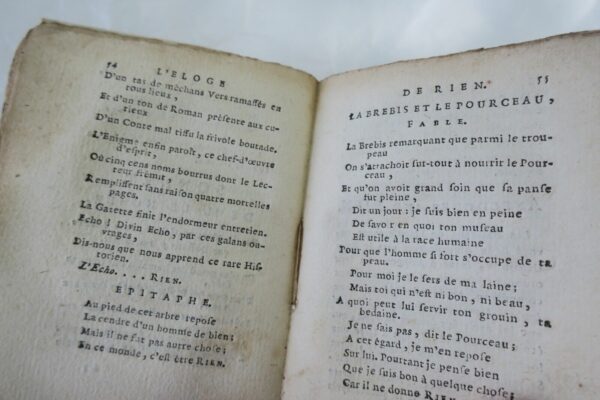 54 L'ELOGE
D'un tas de méchans Vers ramassés en
tous lieux,
Et d'un ton de Roman présente aux cu-
rieux
D'un Conte mal tissu la frivole boutade.
L'Enigme enfin paroît, ce chef-d'œuvre
d'esprit,
Où cinq cens noms bourrus dont le Lec-
teur frémit,
Remplissent sans raison quatre mortelles
pages.
La Gazette finit l'endormeur entretien.
Echo! Divin Echo, par ces galans ou-
vrages,
Dis-nous que nous apprend ce rare His-
torien.
L'Echo.... RIEN.
EPITAPHE.
Au pied de cet arbre repose
La cendre d'un homme de bien;
Mais il ne fat pas autre chose;
En ce monde, c'est être RIEN.
DE RIEN. 55
LA BREBIS ET LE POURCEAU,
FABLE.
La Brebis remarquant que parmi le trou-
peau
On s'attachoit sur-tout à nourrir le Pour-
ceau,
Et qu'on avoit grand soin que sa panse
fut pleine,
Dit un jour: je suis bien en peine
De savoir en quoi ton museau
Est utile à la race humaine
Pour que l'homme si fort s'occupe de ta
peau.
Pour moi je le sers de ma laine;
Mais toi qui n'est ni bon, ni beau,
A quoi peut lui servir ton grouin, ta
bedaine.
Je ne sais pas, dit le Pourceau;
A cet égard, je m'en repose
Sur lui. Pourtant je pense bien
Que je suis bon à quelque chose;
Car il ne donne RIEN